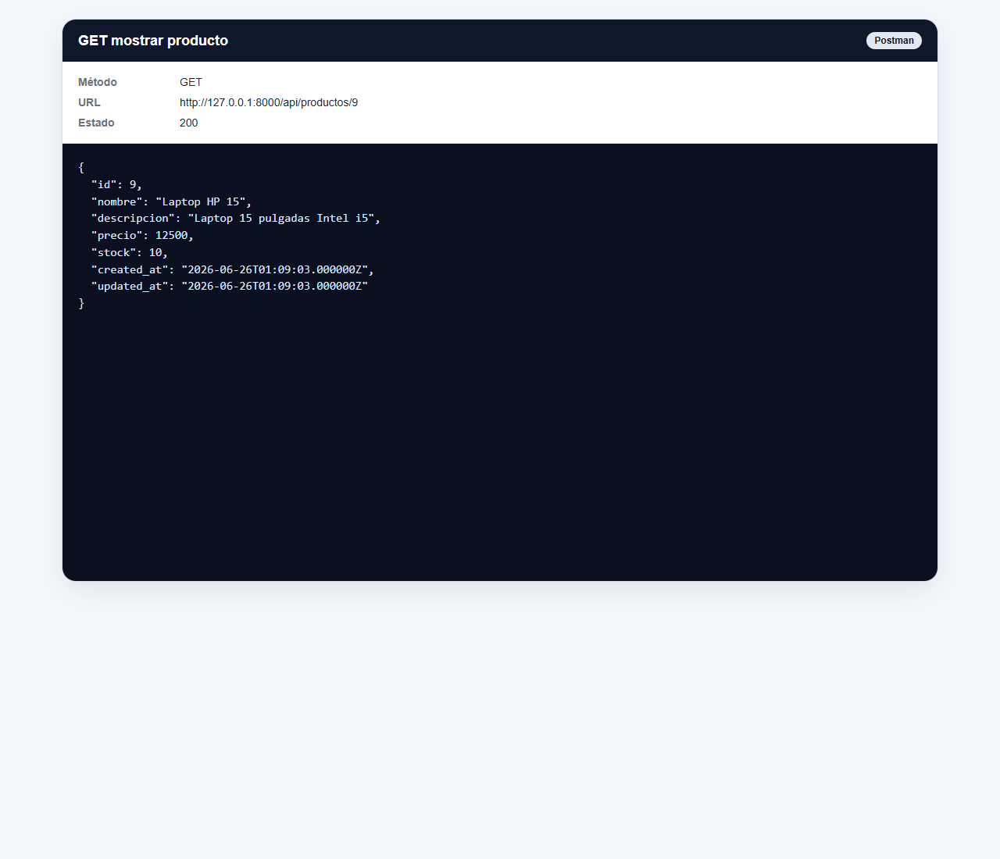 GET mostrar producto
Postman
Método GET
URL http://127.0.0.1:8000/api/productos/9
Estado 200
{
  "id": 9,
  "nombre": "Laptop HP 15",
  "descripcion": "Laptop 15 pulgadas Intel i5",
  "precio": 12500,
  "stock": 10,
  "created_at": "2026-06-26T01:09:03.000000Z",
  "updated_at": "2026-06-26T01:09:03.000000Z"
}